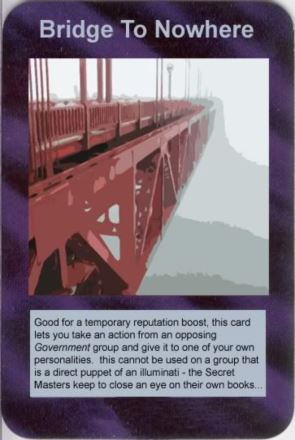 Bridge To Nowhere
Good for a temporary reputation boost, this card
lets you take an action from an opposing
Government group and give it to one of your own
personalities. this cannot be used on a group that
is a direct puppet of an illuminati - the Secret
Masters keep to close an eye on their own books...